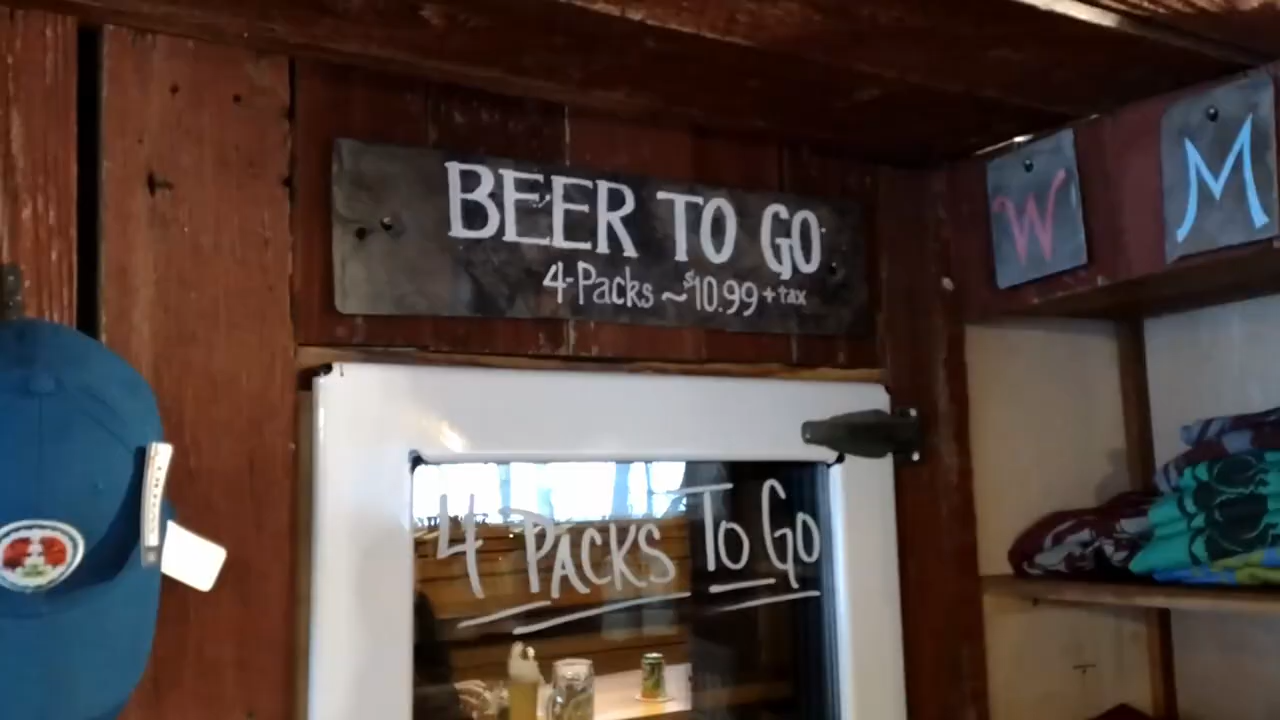 BEER TO GO
4-Packs ~ $10.99 + tax
W
M
4 PACKS TO GO